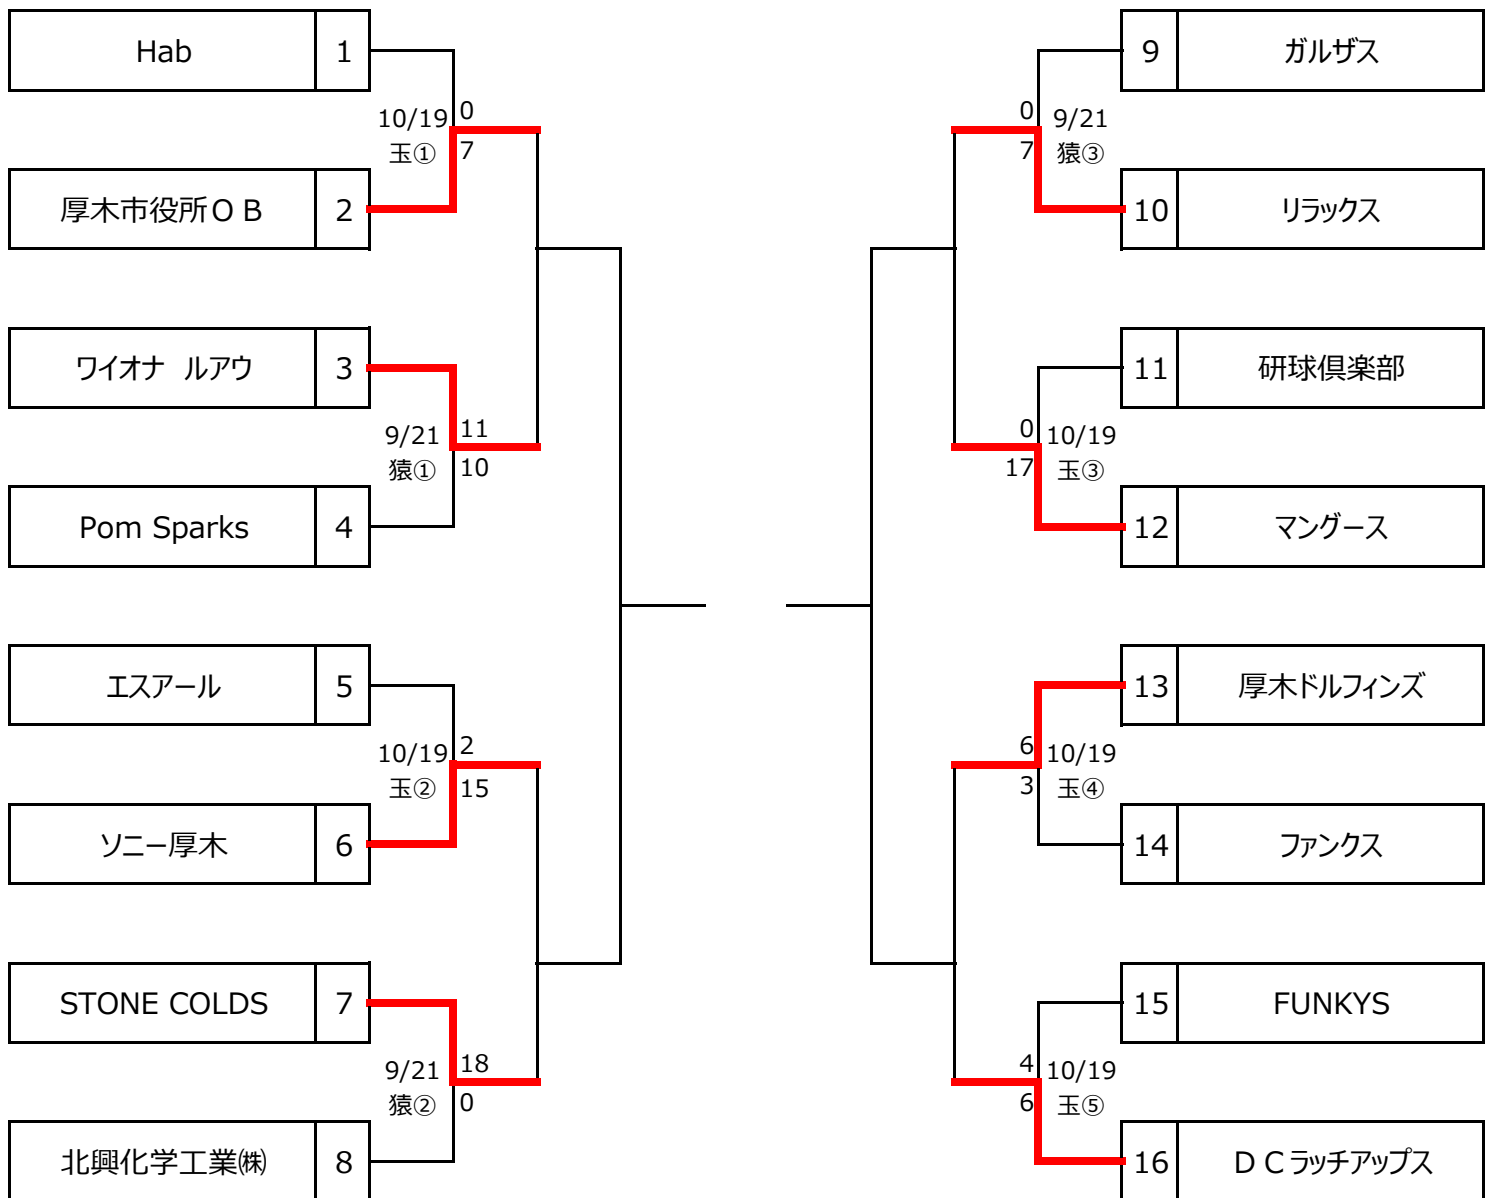 Hab 1
10/19 0
玉① 7
厚木市役所ＯＢ 2
ワイオナ　ルアウ 3
9/21 11
猿① 10
Pom Sparks 4
エスアール 5
10/19 2
玉② 15
ソニー厚木 6
STONE COLDS 7
9/21 18
猿② 0
北興化学工業㈱ 8
9 ガルザス
0 9/21
7 猿③
10 リラックス
11 研球倶楽部
0 10/19
17 玉③
12 マングース
13 厚木ドルフィンズ
6 10/19
3 玉④
14 ファンクス
15 FUNKYS
4 10/19
6 玉⑤
16 ＤＣラッチアップス